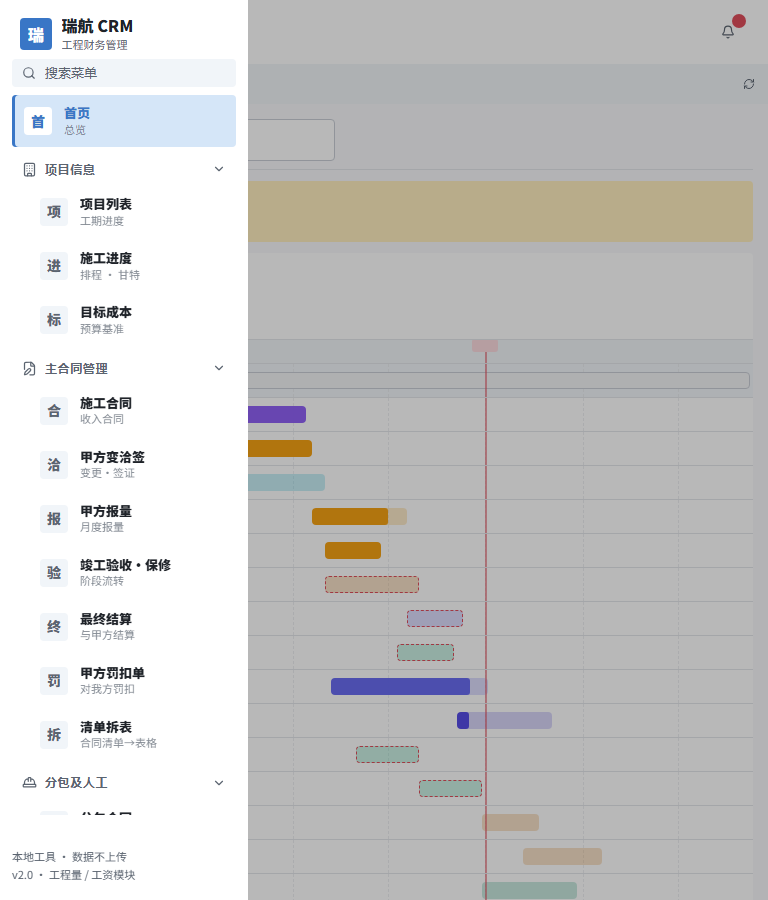 瑞
瑞航 CRM
工程财务管理
搜索菜单
首
首页
总览
项目信息
项
项目列表
工期进度
进
施工进度
排程 · 甘特
标
目标成本
预算基准
主合同管理
合
施工合同
收入合同
洽
甲方变洽签
变更·签证
报
甲方报量
月度报量
验
竣工验收·保修
阶段流转
终
最终结算
与甲方结算
罚
甲方罚扣单
对我方罚扣
拆
清单拆表
合同清单→表格
分包及人工
本地工具 · 数据不上传
v2.0 · 工程量 / 工资模块